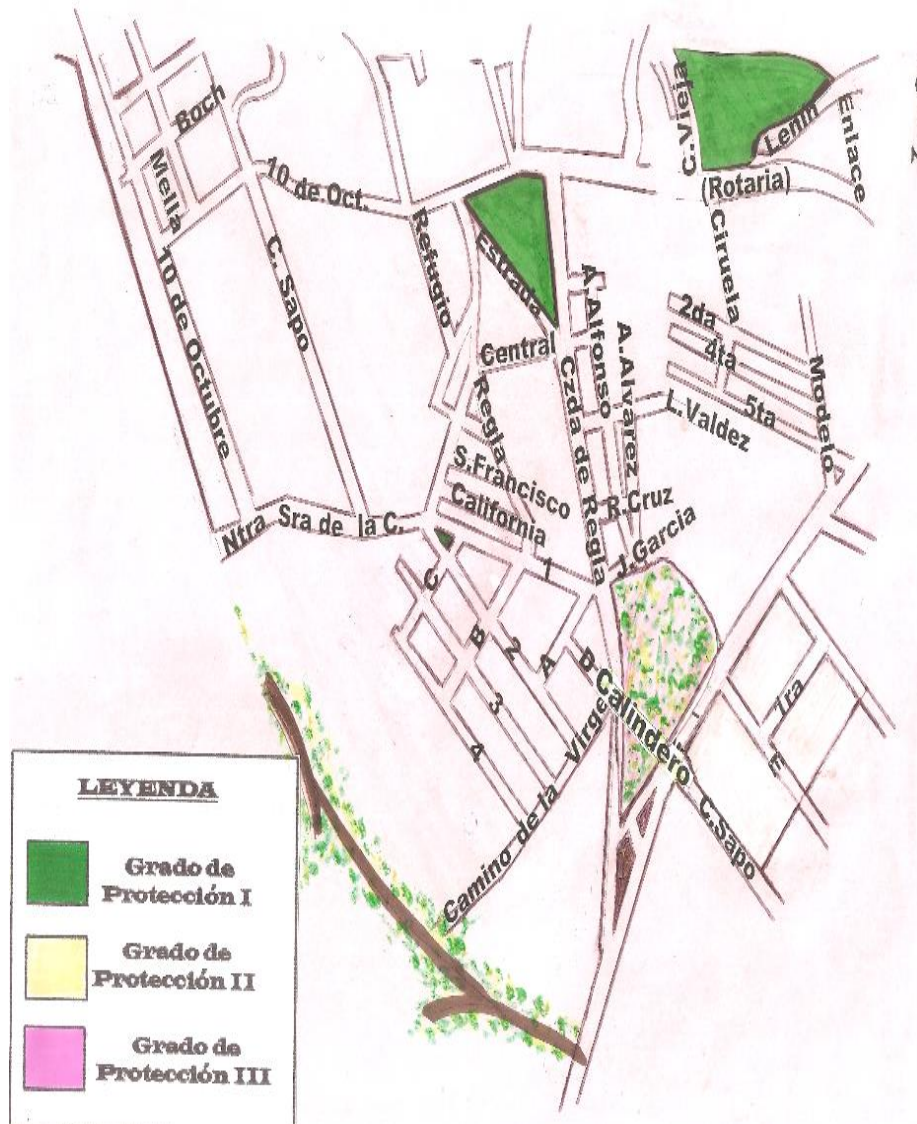 Boch
Mella
10 de Oct.
C. Sapo
10 de Octubre
Refugio
Estrada
Central
Regla
Czda de Regla
A. Alfonso
A. Alvárez
C.Vieja
Lenin
Enlace
(Rotaria)
Ciruela
2da
4ta
5ta
Modelo
L.Valdez
S.Francisco
California
R.Cruz
J.Garcia
Ntra Sra de la C.
1
C
B
2
A
D
3
4
Calindero
Camino de la Virge
C.Sapo
1ra
E
LEYENDA
Grado de
Protección I
Grado de
Protección II
Grado de
Protección III